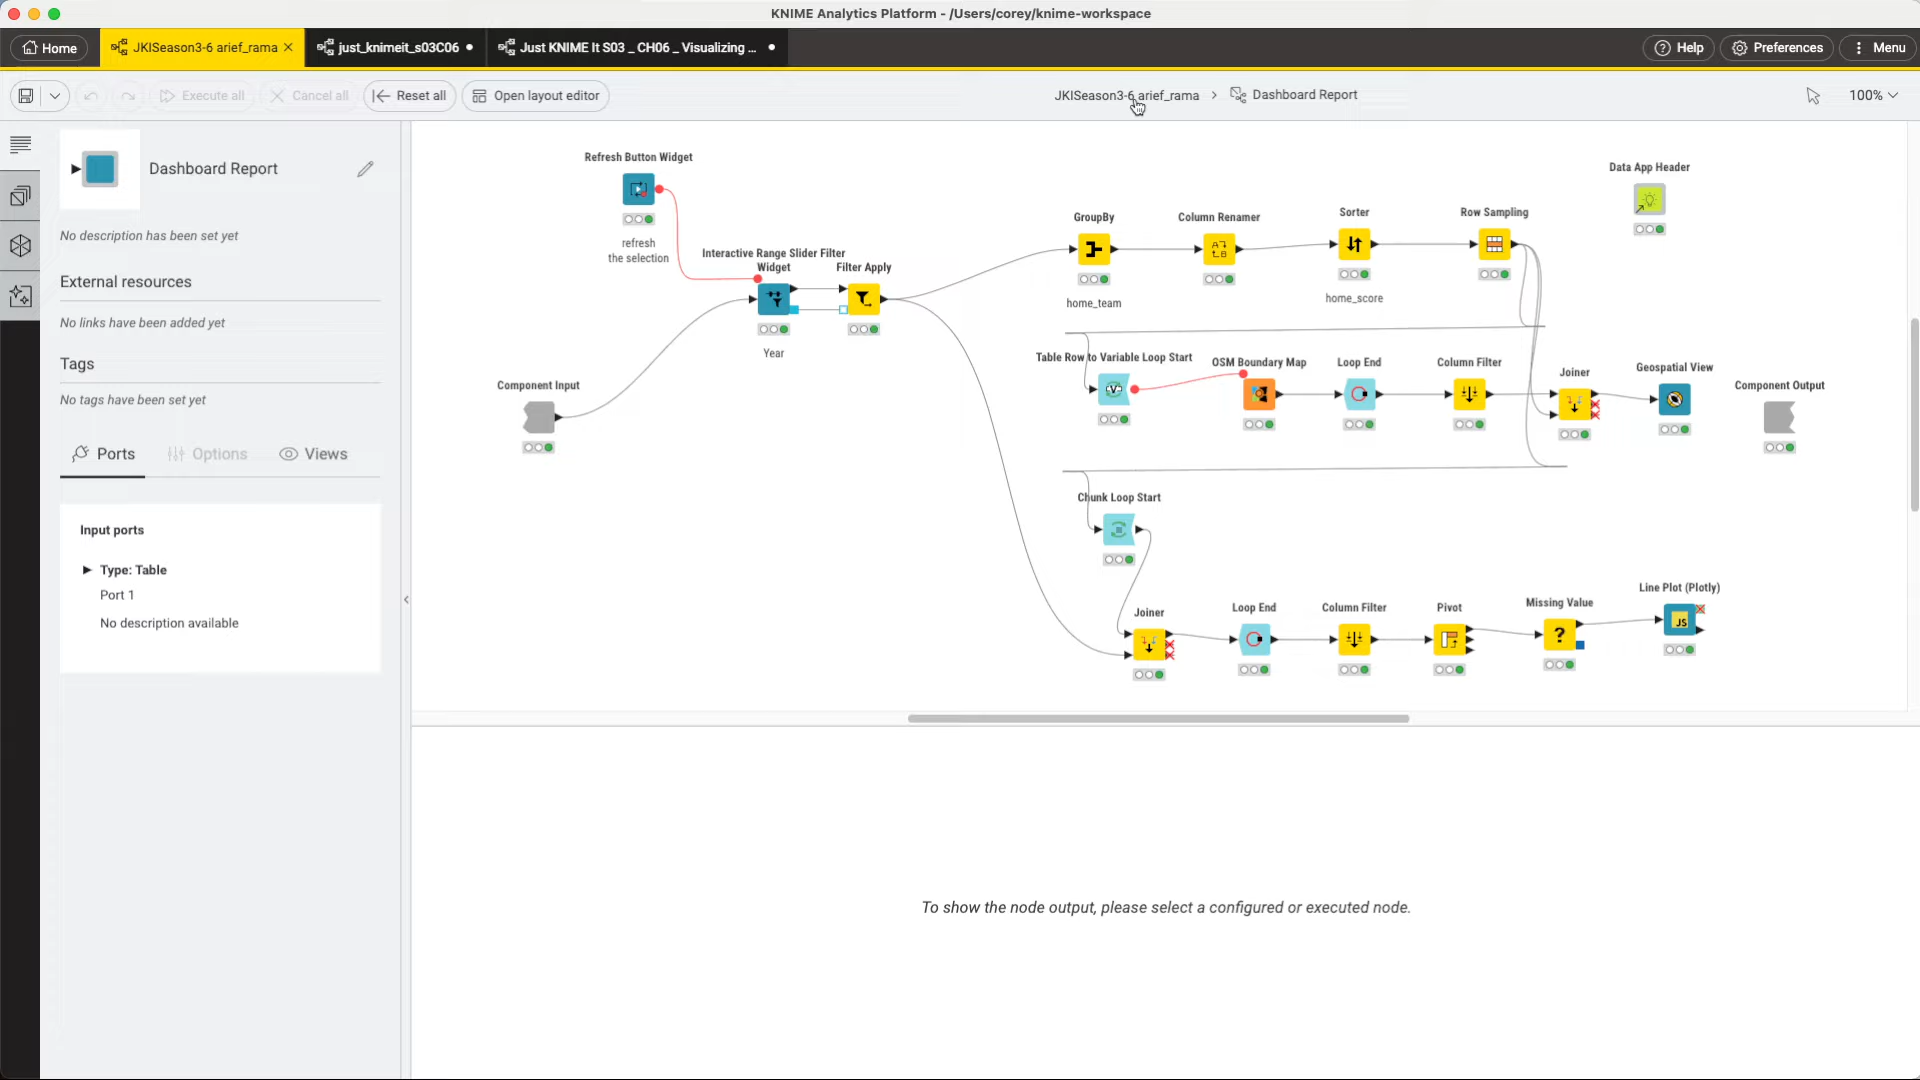 KNIME Analytics Platform - /Users/corey/knime-workspace
Home
JKISeason3-6 arief_rama
just_knimeit_s03C06
Just KNIME It S03 _ CH06 _ Visualizing ...
Help
Preferences
Menu
Execute all
Cancel all
Reset all
Open layout editor
JKISeason3-6 arief_rama
Dashboard Report
100%
Dashboard Report
No description has been set yet
External resources
No links have been added yet
Tags
No tags have been set yet
Ports
Options
Views
Input ports
Type: Table
Port 1
No description available
Refresh Button Widget
refresh
the selection
Interactive Range Slider Filter
Widget
Year
Filter Apply
Component Input
GroupBy
home_team
Column Renamer
Sorter
home_score
Row Sampling
Data App Header
Table Row to Variable Loop Start
OSM Boundary Map
Loop End
Column Filter
Joiner
Geospatial View
Component Output
Chunk Loop Start
Joiner
Loop End
Column Filter
Pivot
Missing Value
?
Line Plot (Plotly)
JS
To show the node output, please select a configured or executed node.